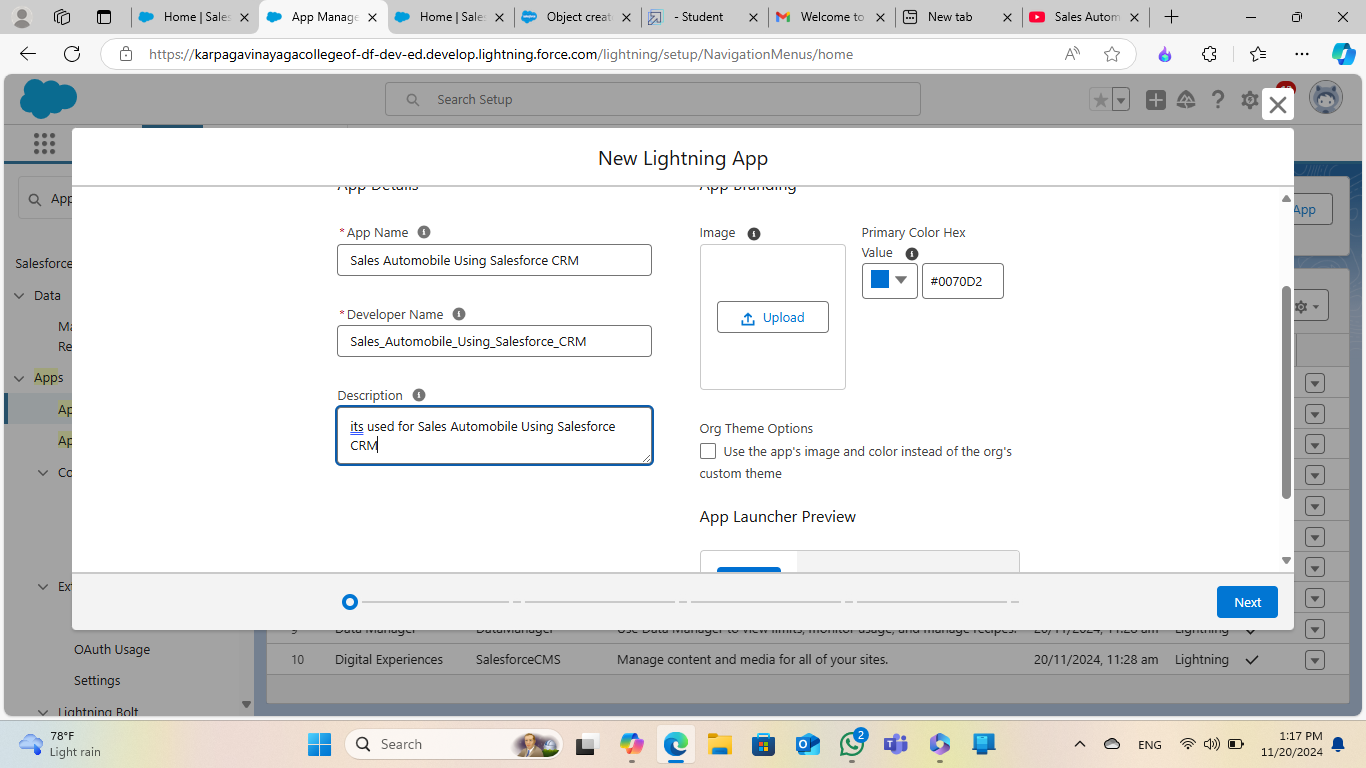 Home | Sales
App Manage
Home | Sales
Object creat
- Student
Welcome to
New tab
Sales Autom
https://karpagavinayagacollegeof-df-dev-ed.develop.lightning.force.com/lightning/setup/NavigationMenus/home
Search Setup
New Lightning App
App
App
App Details
App Branding
* App Name
Image
Primary Color Hex
Value
Sales Automobile Using Salesforce CRM
#0070D2
Salesforce
Data
Upload
* Developer Name
Sales_Automobile_Using_Salesforce_CRM
Ma
Re
Apps
Description
Ap
its used for Sales Automobile Using Salesforce
CRM
Org Theme Options
Ap
Use the app's image and color instead of the org's
custom theme
Co
App Launcher Preview
Ext
Next
9 Data Manager DataManager Use Data Manager to view limits, monitor usage, and manage recipes. 20/11/2024, 11:28 am Lightning
OAuth Usage
10 Digital Experiences SalesforceCMS Manage content and media for all of your sites. 20/11/2024, 11:28 am Lightning
Settings
Lightning Bolt
78°F
Light rain
Search
2
ENG
1:17 PM
11/20/2024